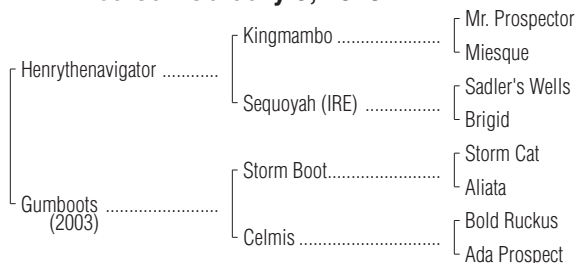 Kingmambo
Mr. Prospector
Miesque
Henrythenavigator
Sequoyah (IRE)
Sadler's Wells
Brigid
Gumboots
(2003)
Storm Boot
Storm Cat
Aliata
Celmis
Bold Ruckus
Ada Prospect